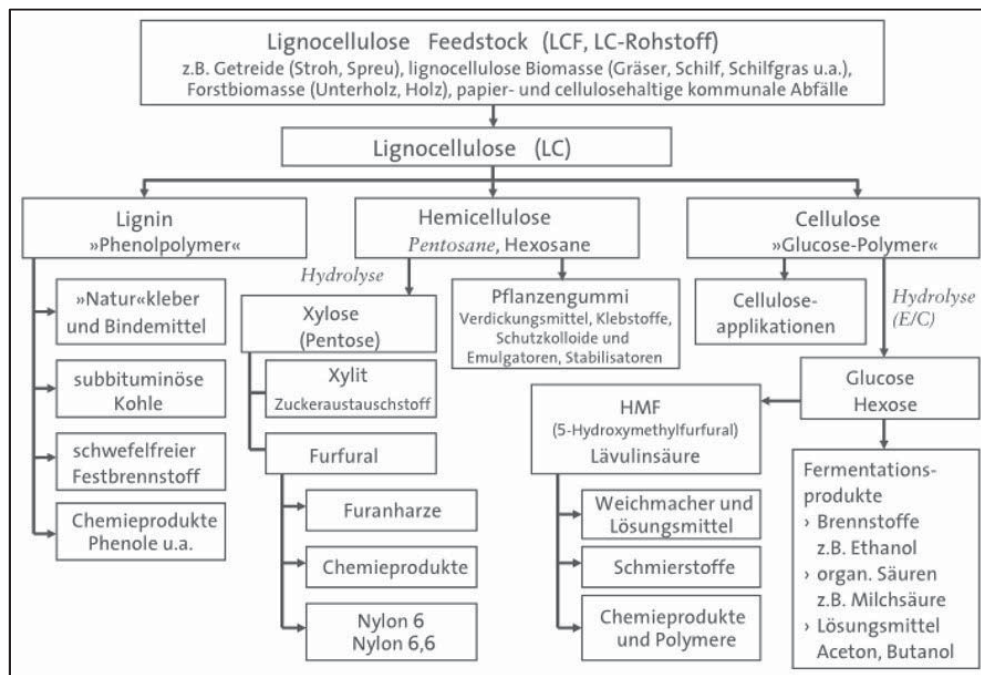 Lignocellulose Feedstock (LCF, LC-Rohstoff)
z.B. Getreide (Stroh, Spreu), lignocellulose Biomasse (Gräser, Schilf, Schilfgras u.a.),
Forstbiomasse (Unterholz, Holz), papier- und cellulosehaltige kommunale Abfälle
Lignocellulose (LC)
Lignin
»Phenolpolymer«
»Natur«kleber
und Bindemittel
subbituminöse
Kohle
schwefelfreier
Festbrennstoff
Chemieprodukte
Phenole u.a.
Hemicellulose
Pentosane, Hexosane
Hydrolyse
Xylose
(Pentose)
Xylit
Zuckeraustauschstoff
Furfural
Furanharze
Chemieprodukte
Nylon 6
Nylon 6,6
Pflanzengummi
Verdickungsmittel, Klebstoffe,
Schutzkolloide und
Emulgatoren, Stabilisatoren
Cellulose
»Glucose-Polymer«
Cellulose-
applikationen
Hydrolyse
(E/C)
Glucose
Hexose
HMF
(5-Hydroxymethylfurfural)
Lävulinsäure
Weichmacher und
Lösungsmittel
Schmierstoffe
Chemieprodukte
und Polymere
Fermentations-
produkte
› Brennstoffe
z.B. Ethanol
› organ. Säuren
z.B. Milchsäure
› Lösungsmittel
Aceton, Butanol